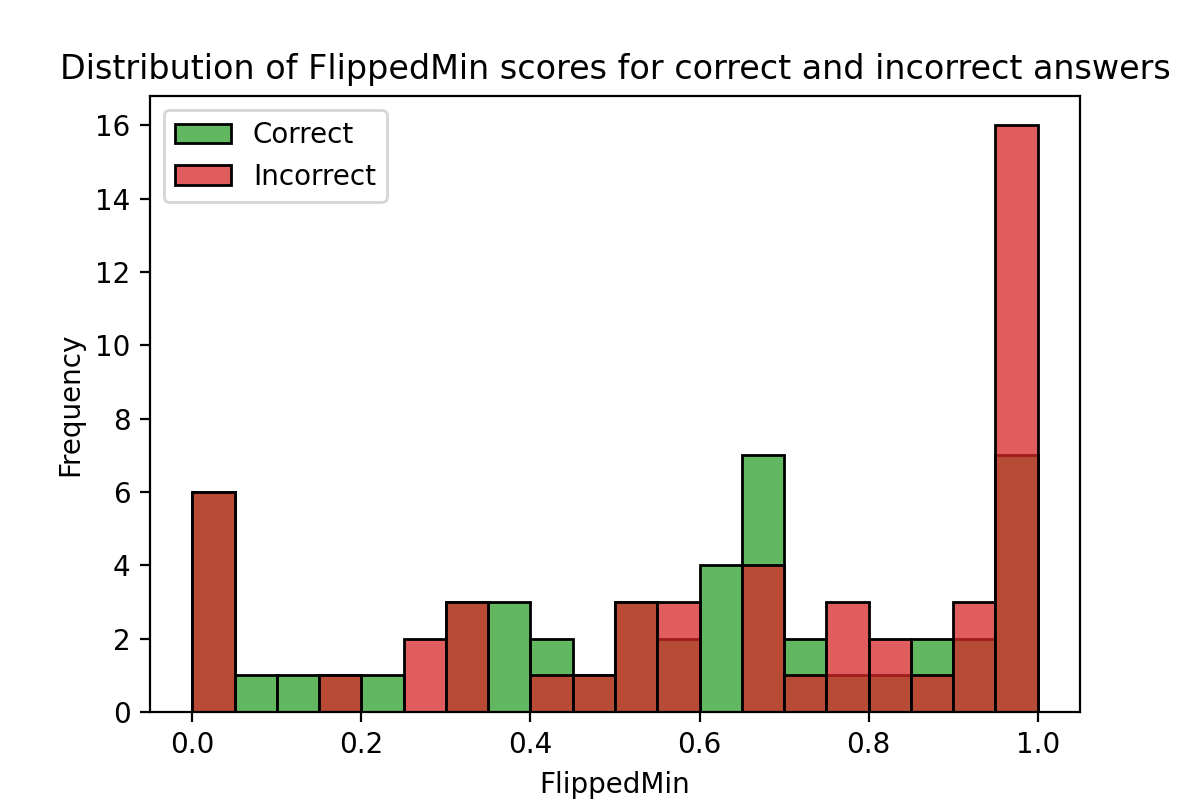 Distribution of FlippedMin scores for correct and incorrect answers
Correct
Incorrect
16
14
12
10
8
6
4
2
0
Frequency
0.0 0.2 0.4 0.6 0.8 1.0
FlippedMin